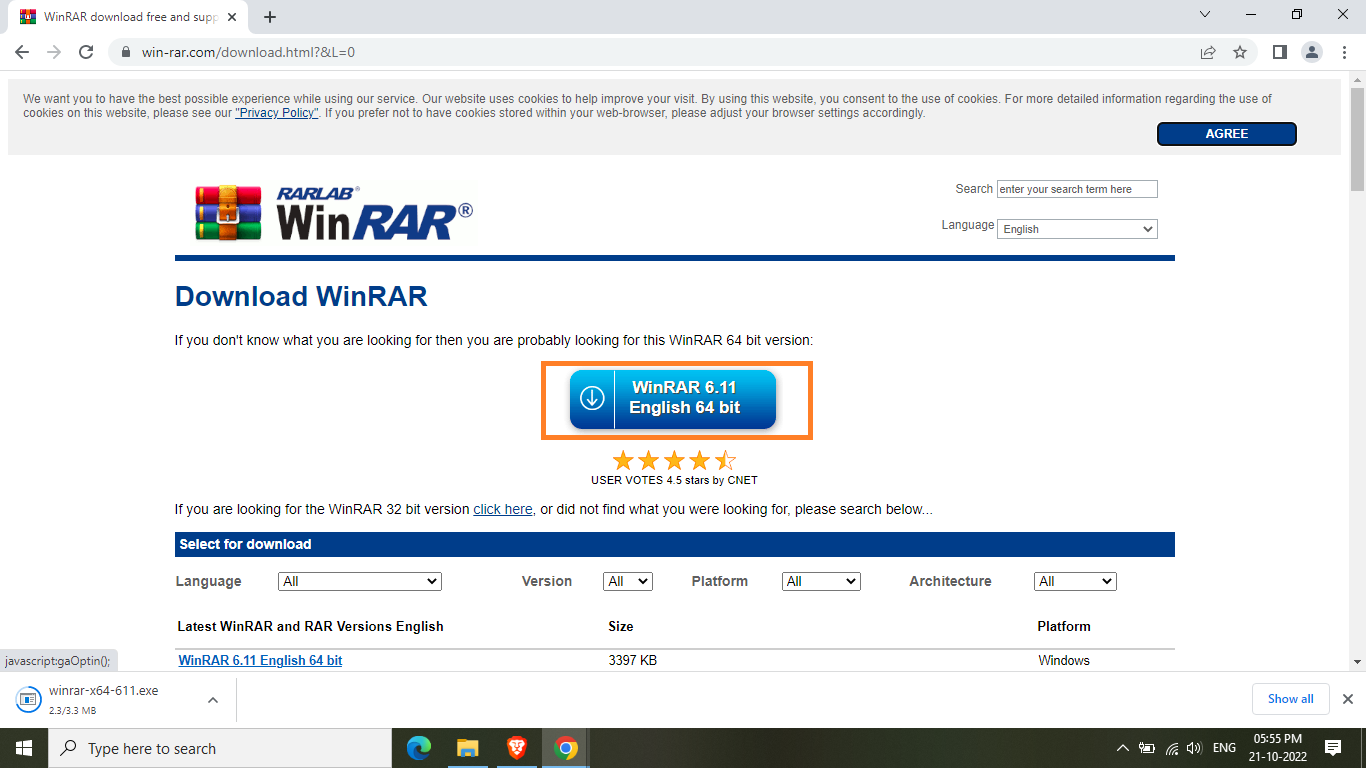 WinRAR download free and supp
win-rar.com/download.html?&L=0
We want you to have the best possible experience while using our service. Our website uses cookies to help improve your visit. By using this website, you consent to the use of cookies. For more detailed information regarding the use of
cookies on this website, please see our "Privacy Policy". If you prefer not to have cookies stored within your web-browser, please adjust your browser settings accordingly.
AGREE
RARLAB®
WinRAR®
Search enter your search term here
Language English
Download WinRAR
If you don't know what you are looking for then you are probably looking for this WinRAR 64 bit version:
WinRAR 6.11
English 64 bit
USER VOTES 4.5 stars by CNET
If you are looking for the WinRAR 32 bit version click here, or did not find what you were looking for, please search below...
Select for download
Language All Version All Platform All Architecture All
Latest WinRAR and RAR Versions English Size Platform
WinRAR 6.11 English 64 bit 3397 KB Windows
javascript:gaOptin();
winrar-x64-611.exe
2.3/3.3 MB
Show all
Type here to search
ENG
05:55 PM
21-10-2022